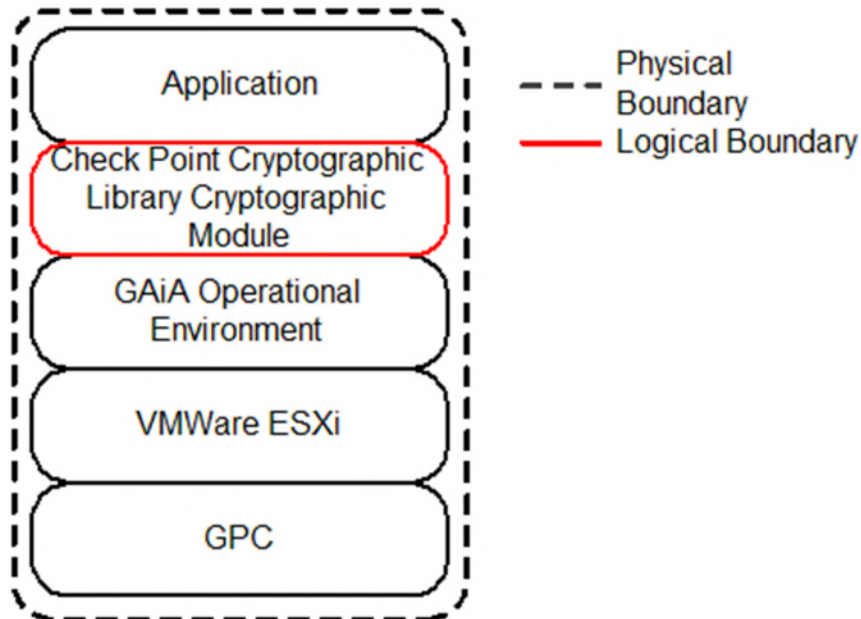 Application
Check Point Cryptographic
Library Cryptographic
Module
GAiA Operational
Environment
VMWare ESXi
GPC
Physical
Boundary
Logical Boundary